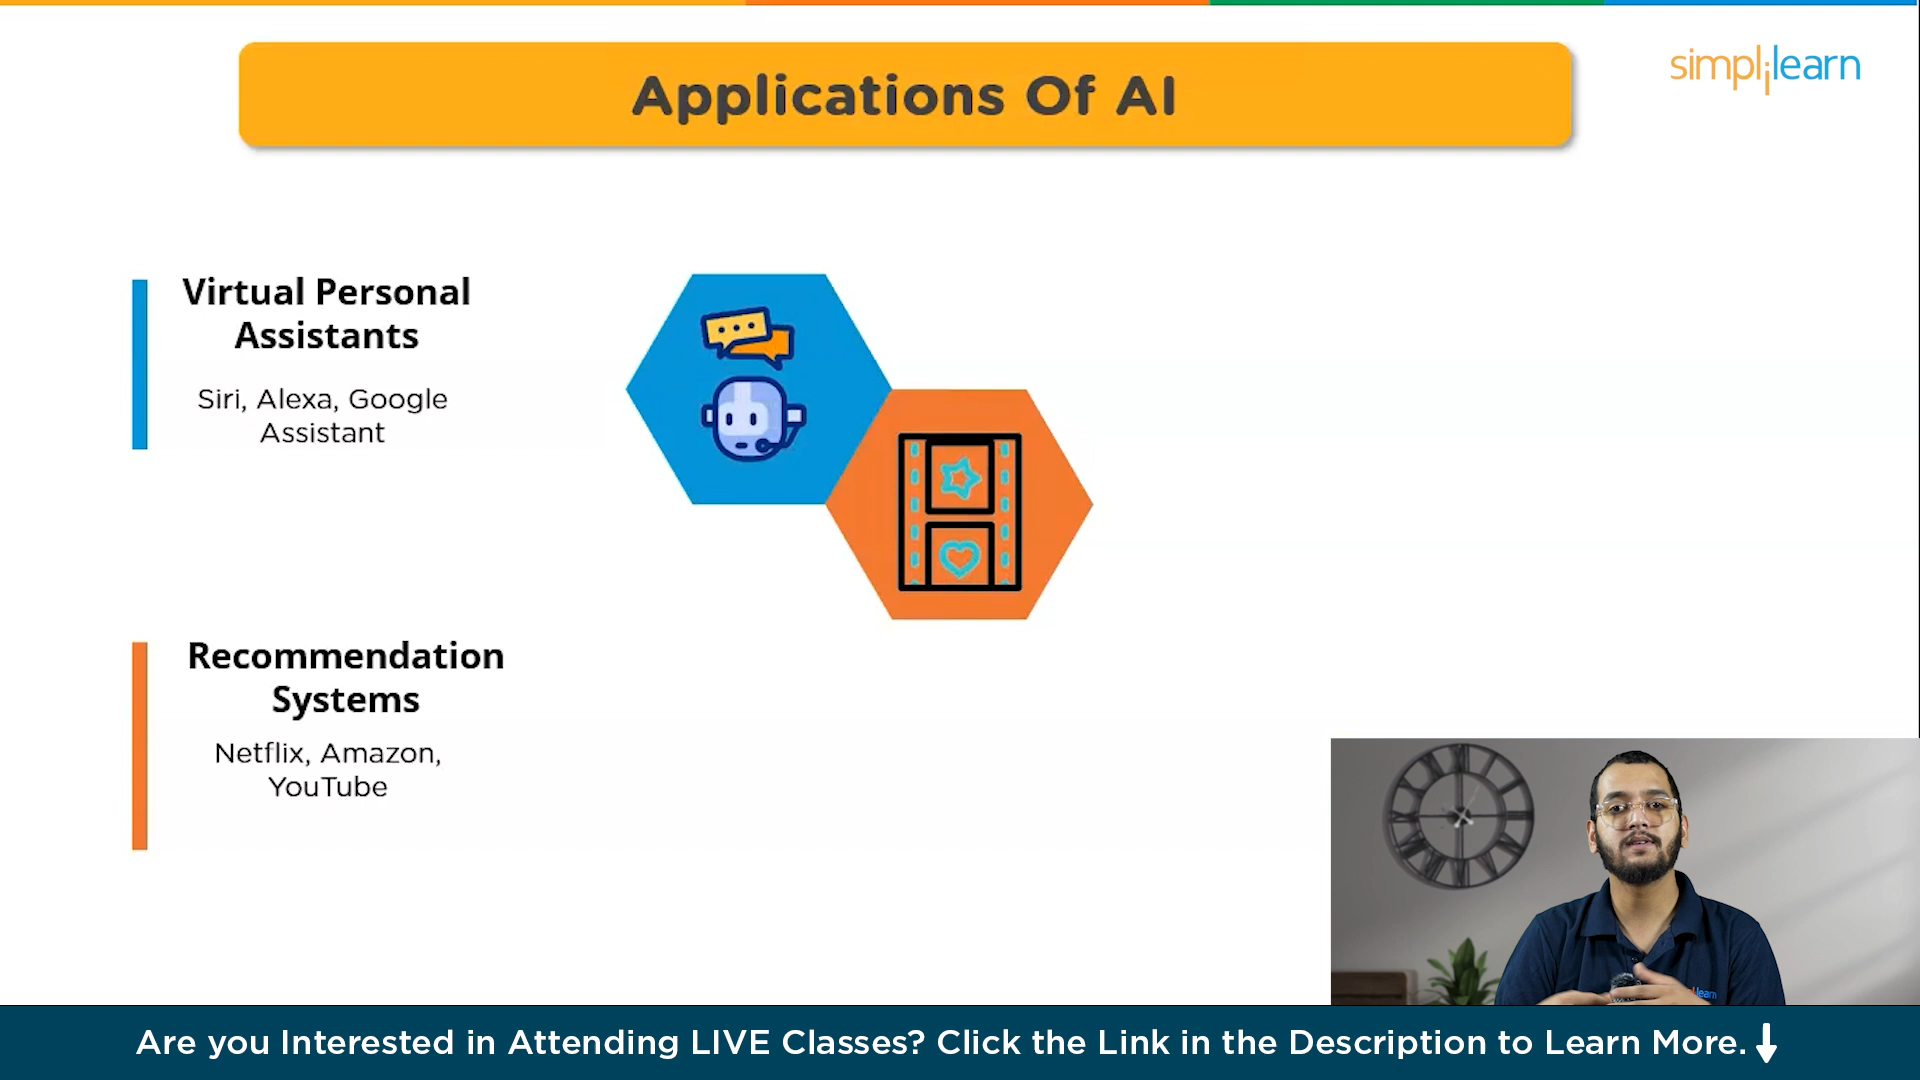 Applications Of AI
simplilearn
Virtual Personal
Assistants
Siri, Alexa, Google
Assistant
Recommendation
Systems
Netflix, Amazon,
YouTube
Are you Interested in Attending LIVE Classes? Click the Link in the Description to Learn More.